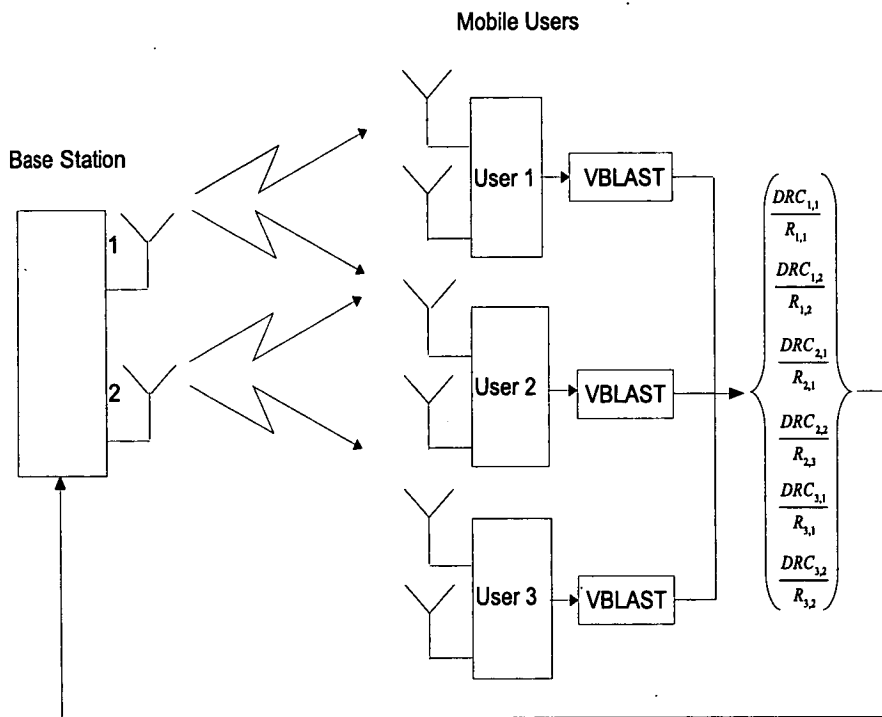 Mobile Users
Base Station
1
2
User 1
VBLAST
User 2
VBLAST
User 3
VBLAST
DRC1,1
R1,1
DRC1,2
R1,2
DRC2,1
R2,1
DRC2,2
R2,3
DRC3,1
R3,1
DRC3,2
R3,2